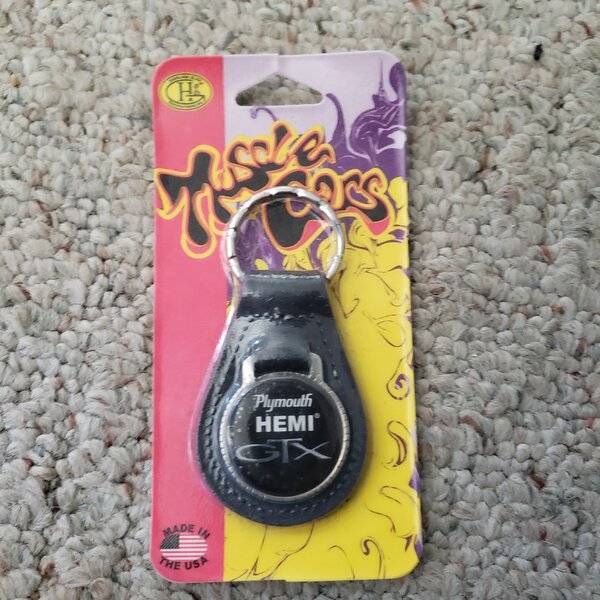 MUSCLE
CARS
Plymouth
HEMI®
GTX
MADE IN
THE USA